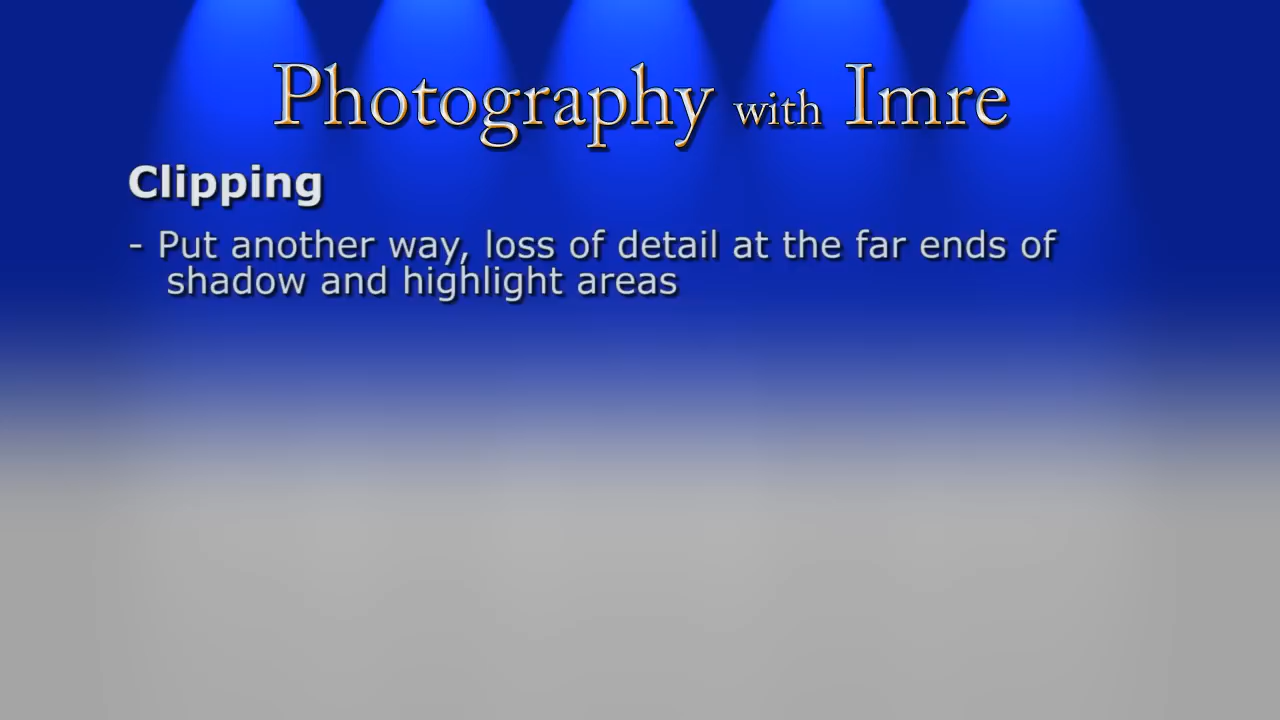 Photography with Imre
Clipping
- Put another way, loss of detail at the far ends of
shadow and highlight areas